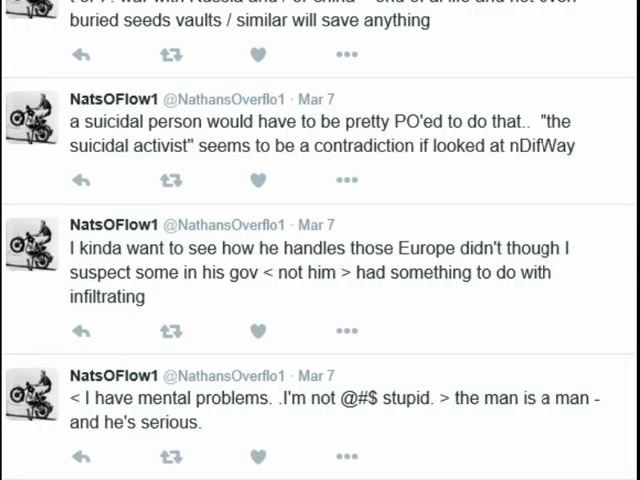 buried seeds vaults / similar will save anything
NatsOFlow1 @NathansOverflo1 · Mar 7
a suicidal person would have to be pretty PO'ed to do that.. "the
suicidal activist" seems to be a contradiction if looked at nDifWay
NatsOFlow1 @NathansOverflo1 · Mar 7
I kinda want to see how he handles those Europe didn't though I
suspect some in his gov < not him > had something to do with
infiltrating
NatsOFlow1 @NathansOverflo1 · Mar 7
< I have mental problems. .I'm not @#$ stupid. > the man is a man -
and he's serious.